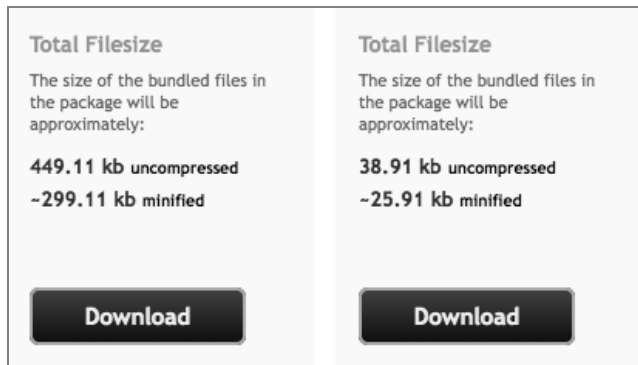 Total Filesize
The size of the bundled files in
the package will be
approximately:
449.11 kb uncompressed
~299.11 kb minified
Download
Total Filesize
The size of the bundled files in
the package will be
approximately:
38.91 kb uncompressed
~25.91 kb minified
Download